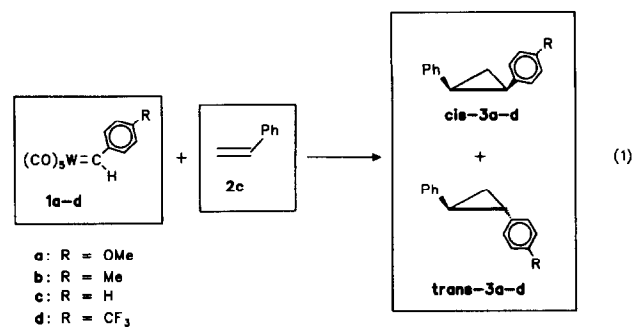 R
(CO)₅W=C
H
1a-d
+
Ph
2c
Ph
R
cis-3a-d
+
Ph
R
trans-3a-d
(1)
a: R = OMe
b: R = Me
c: R = H
d: R = CF₃